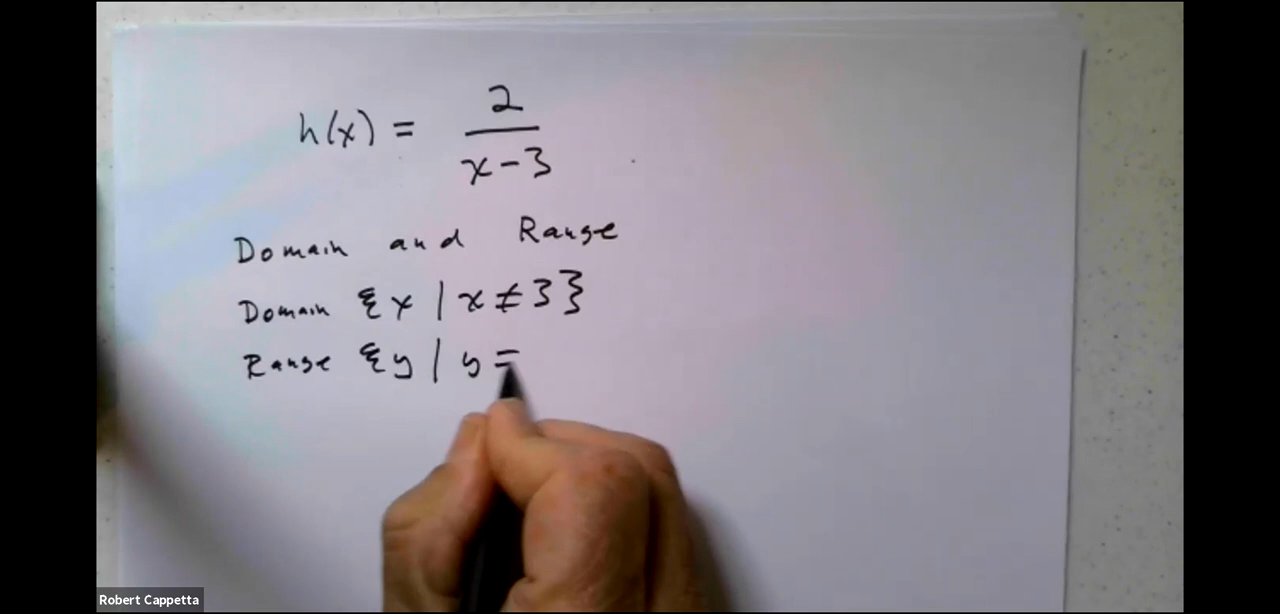 h(x) = 2/(x-3)
Domain and Range
Domain {x | x ≠ 3}
Range {y | y =
Robert Cappetta